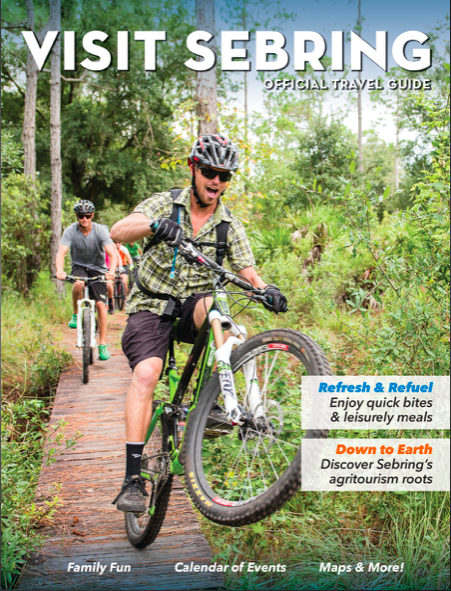 VISIT SEBRING
OFFICIAL TRAVEL GUIDE
Refresh & Refuel
Enjoy quick bites
& leisurely meals
Down to Earth
Discover Sebring's
agritourism roots
Family Fun Calendar of Events Maps & More!